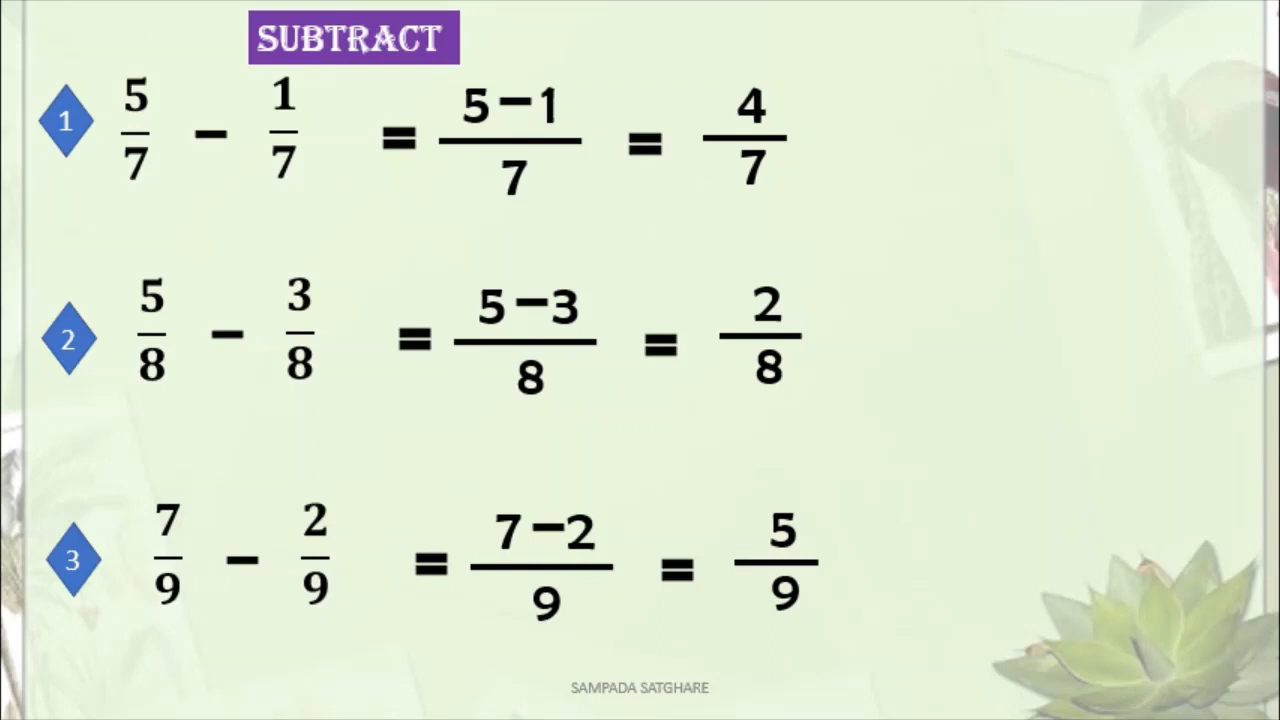 SUBTRACT
1 5/7 − 1/7 = 5−1/7 = 4/7
2 5/8 − 3/8 = 5−3/8 = 2/8
3 7/9 − 2/9 = 7−2/9 = 5/9
SAMPADA SATGHARE